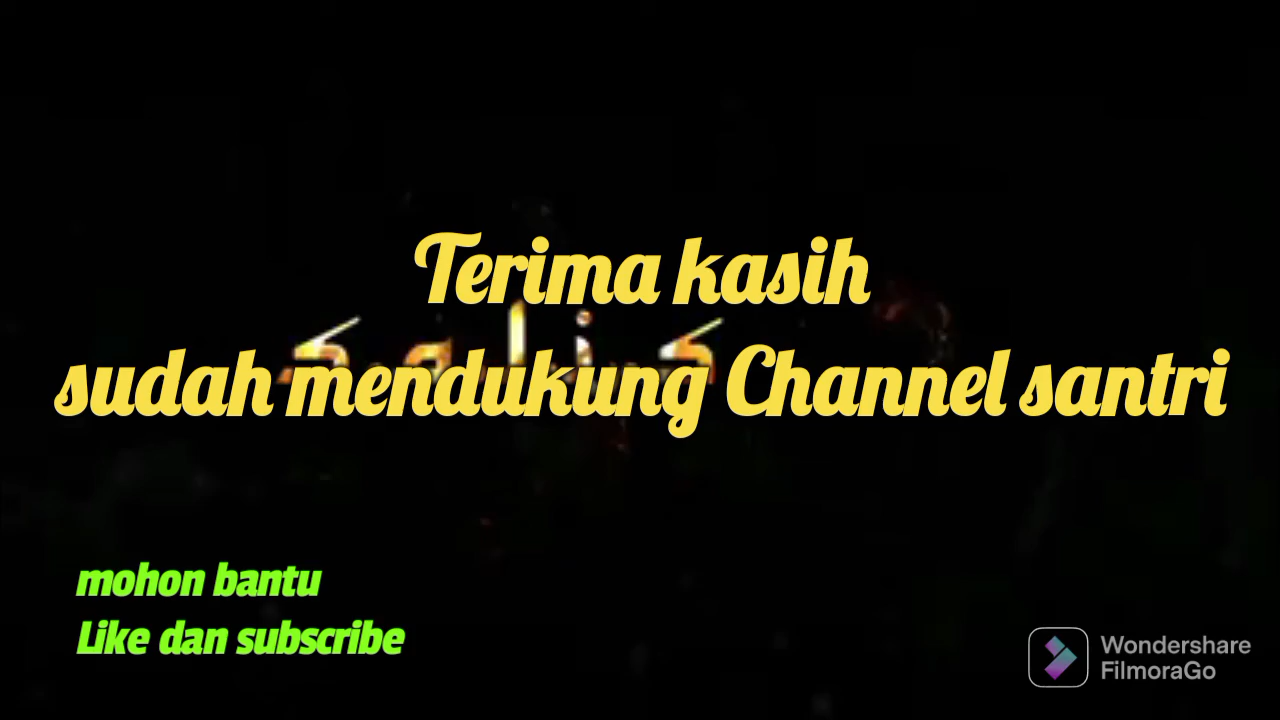 Terima kasih
sudah mendukung Channel santri
mohon bantu
Like dan subscribe
Wondershare
FilmoraGo